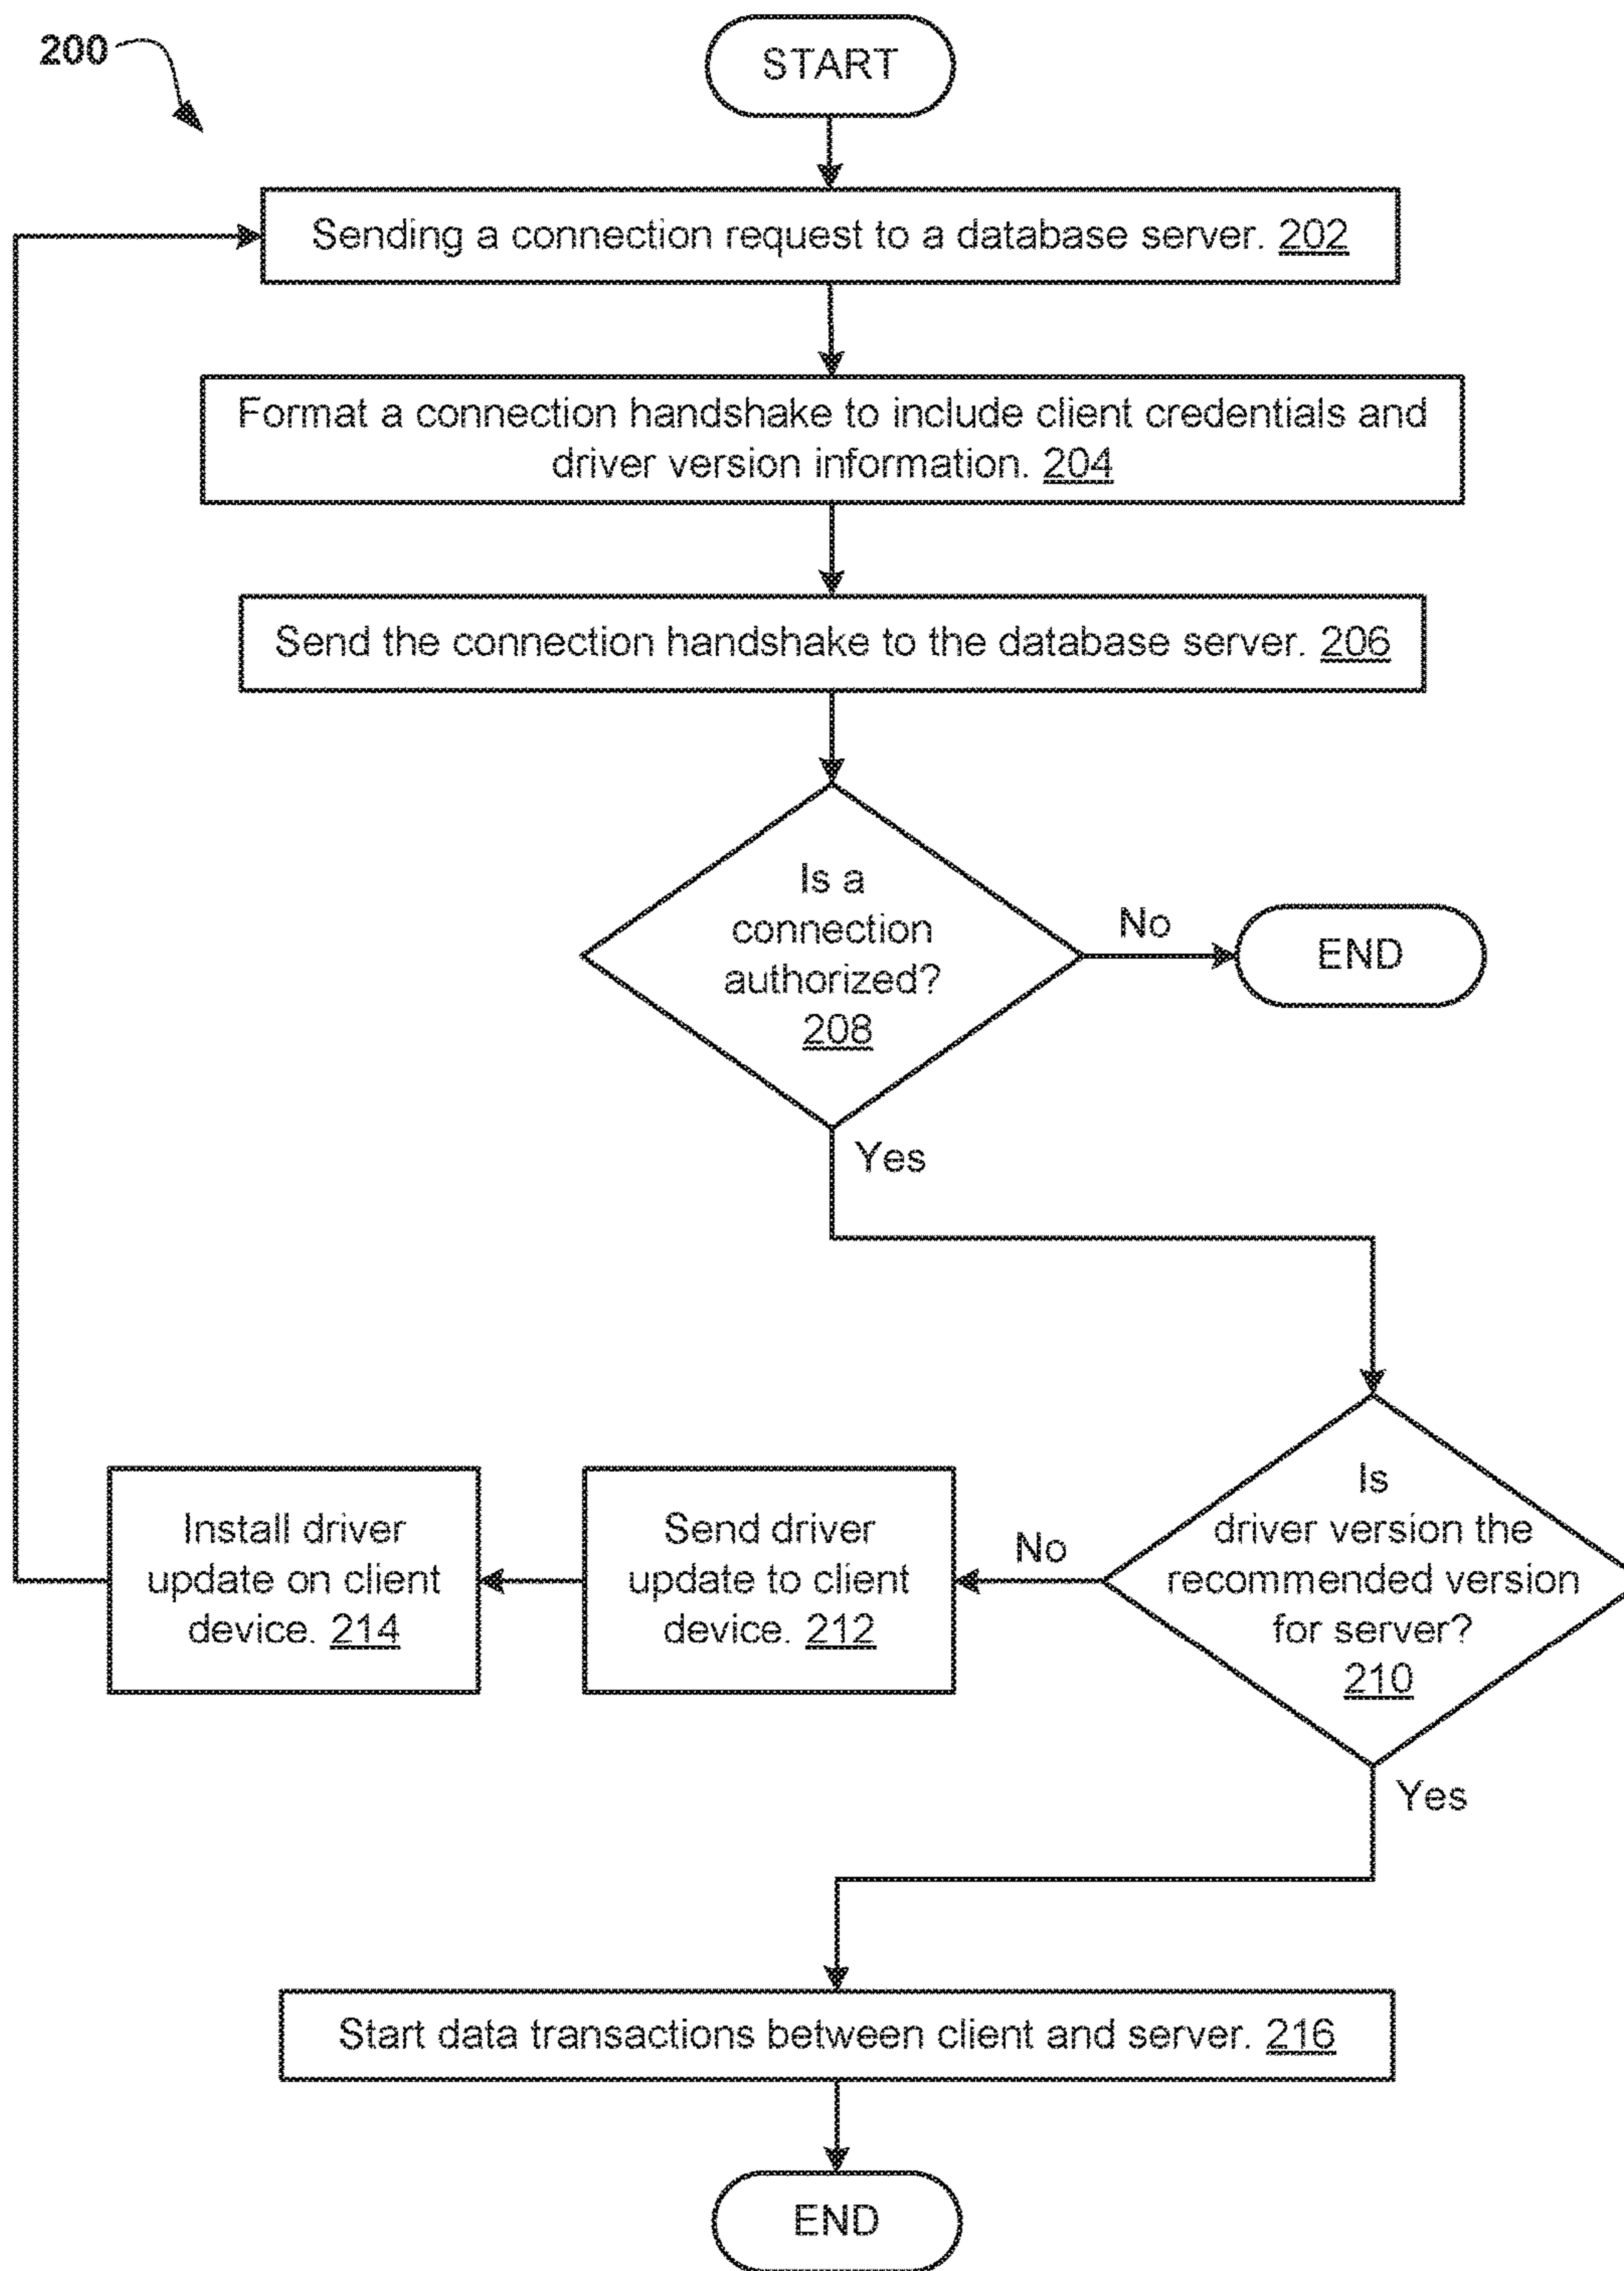 200
START
Sending a connection request to a database server. 202
Format a connection handshake to include client credentials and
driver version information. 204
Send the connection handshake to the database server. 206
Is a
connection
authorized?
208
No
END
Yes
Is
driver version the
recommended version
for server?
210
No
Send driver
update to client
device. 212
Install driver
update on client
device. 214
Yes
Start data transactions between client and server. 216
END